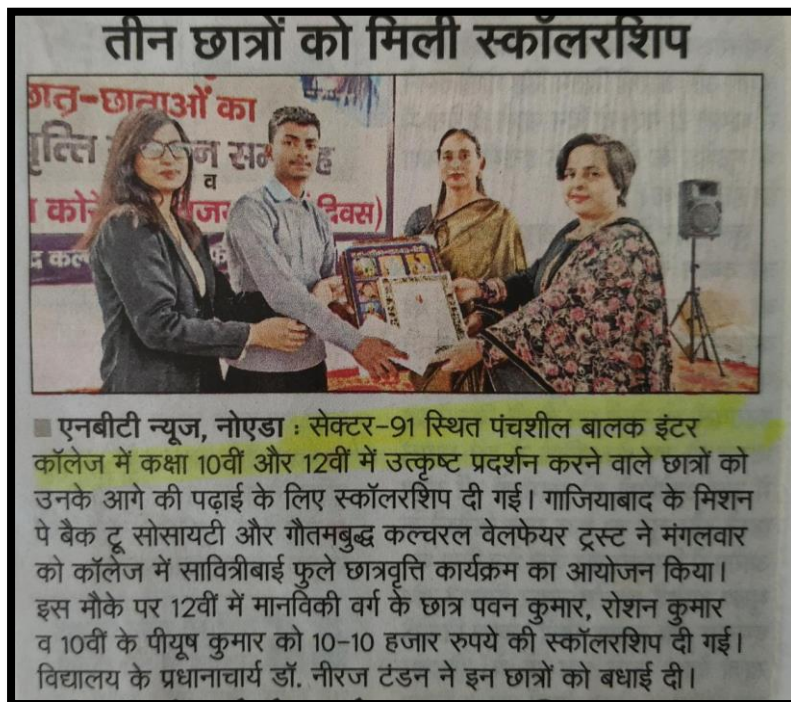 तीन छात्रों को मिली स्कॉलरशिप
छात्र-छात्राओं का
व
दिवस)
■ एनबीटी न्यूज, नोएडा : सेक्टर-91 स्थित पंचशील बालक इंटर
कॉलेज में कक्षा 10वीं और 12वीं में उत्कृष्ट प्रदर्शन करने वाले छात्रों को
उनके आगे की पढ़ाई के लिए स्कॉलरशिप दी गई। गाजियाबाद के मिशन
पे बैक टू सोसायटी और गौतमबुद्ध कल्चरल वेलफेयर ट्रस्ट ने मंगलवार
को कॉलेज में सावित्रीबाई फुले छात्रवृत्ति कार्यक्रम का आयोजन किया।
इस मौके पर 12वीं में मानविकी वर्ग के छात्र पवन कुमार, रोशन कुमार
व 10वीं के पीयूष कुमार को 10-10 हजार रुपये की स्कॉलरशिप दी गई।
विद्यालय के प्रधानाचार्य डॉ. नीरज टंडन ने इन छात्रों को बधाई दी।